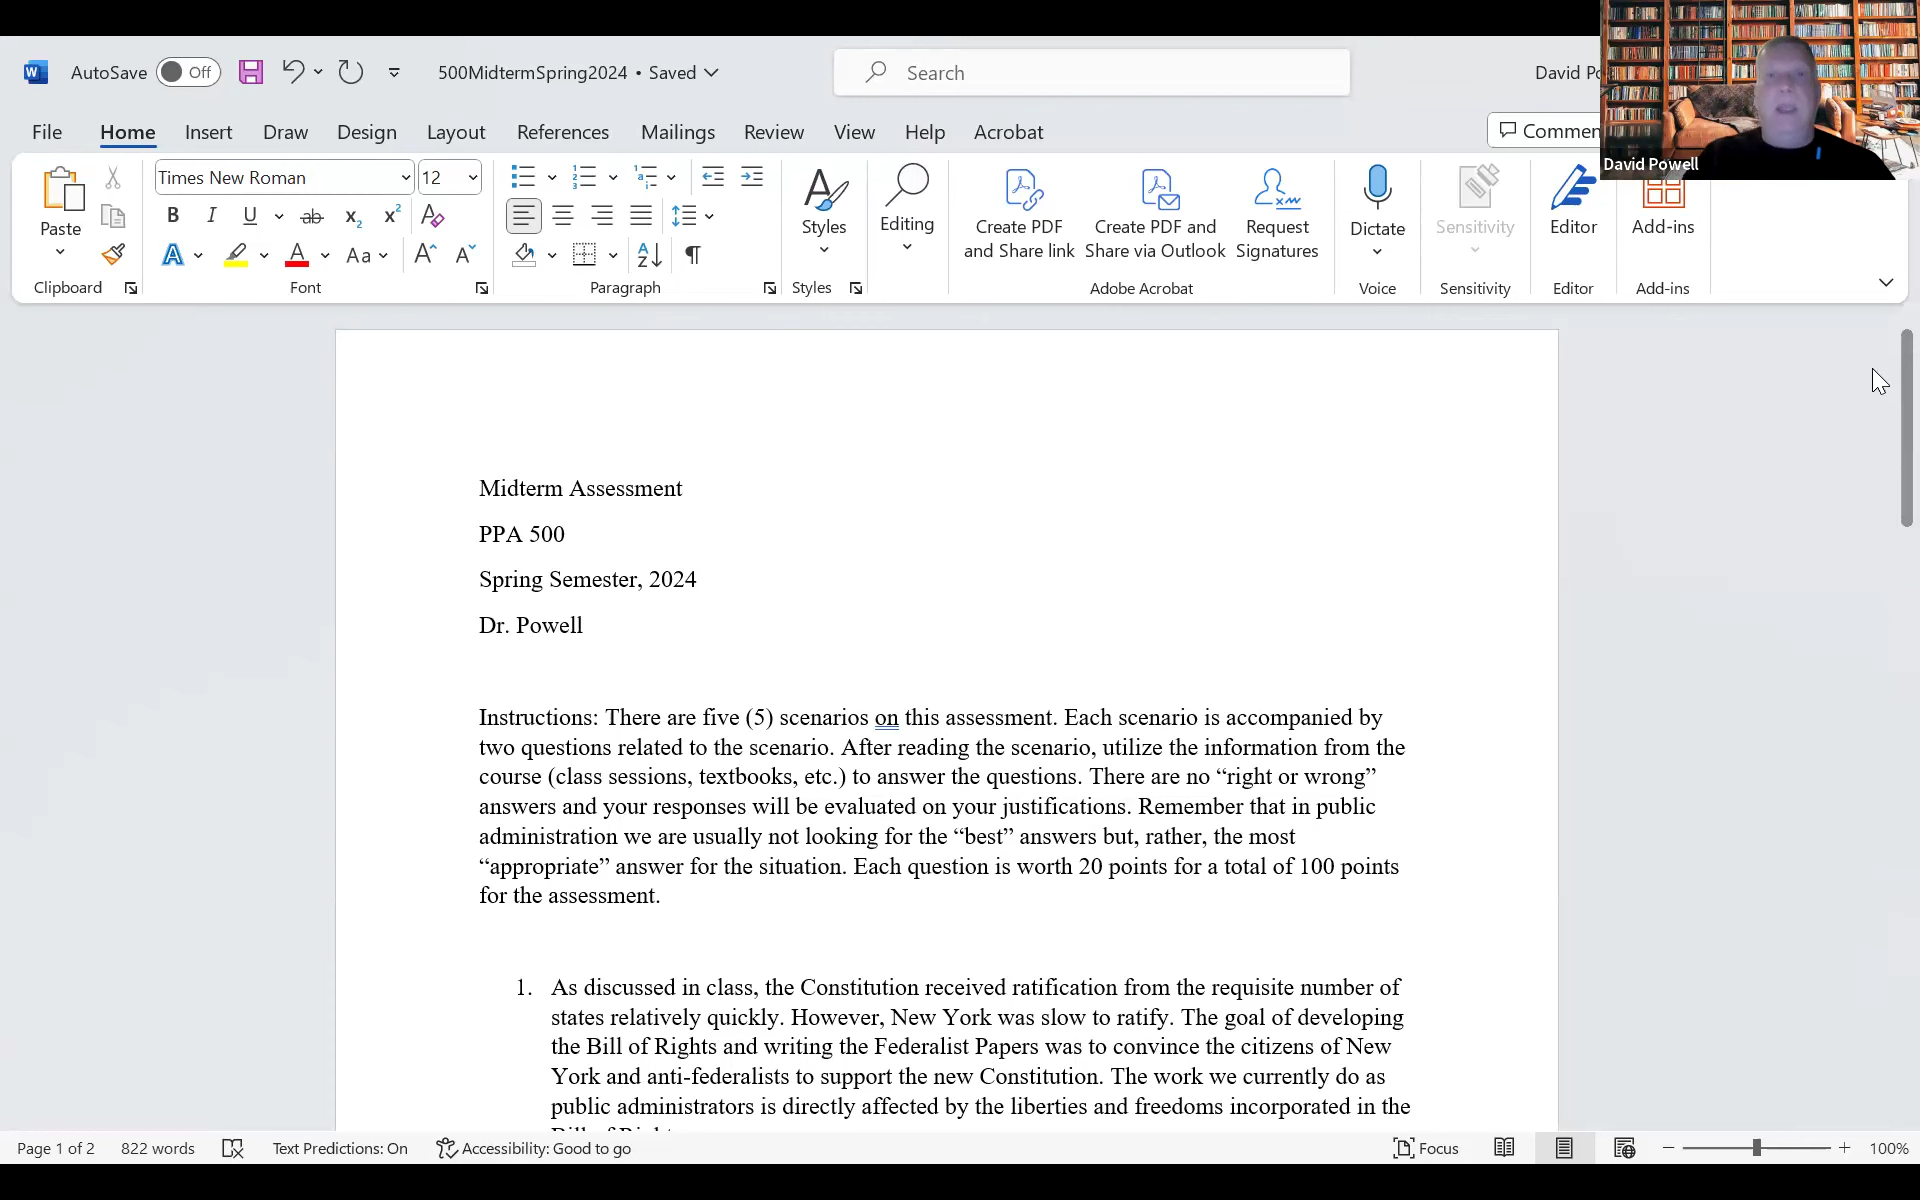 AutoSave Off 500MidtermSpring2024 • Saved Search David Po
File Home Insert Draw Design Layout References Mailings Review View Help Acrobat Commen
David Powell
Paste Times New Roman 12 Styles Editing Create PDF and Share link Create PDF and Share via Outlook Request Signatures Dictate Sensitivity Editor Add-ins
Clipboard Font Paragraph Styles Adobe Acrobat Voice Sensitivity Editor Add-ins
Midterm Assessment
PPA 500
Spring Semester, 2024
Dr. Powell
Instructions: There are five (5) scenarios on this assessment. Each scenario is accompanied by
two questions related to the scenario. After reading the scenario, utilize the information from the
course (class sessions, textbooks, etc.) to answer the questions. There are no “right or wrong”
answers and your responses will be evaluated on your justifications. Remember that in public
administration we are usually not looking for the “best” answers but, rather, the most
“appropriate” answer for the situation. Each question is worth 20 points for a total of 100 points
for the assessment.
1. As discussed in class, the Constitution received ratification from the requisite number of
states relatively quickly. However, New York was slow to ratify. The goal of developing
the Bill of Rights and writing the Federalist Papers was to convince the citizens of New
York and anti-federalists to support the new Constitution. The work we currently do as
public administrators is directly affected by the liberties and freedoms incorporated in the
Page 1 of 2 822 words Text Predictions: On Accessibility: Good to go Focus 100%